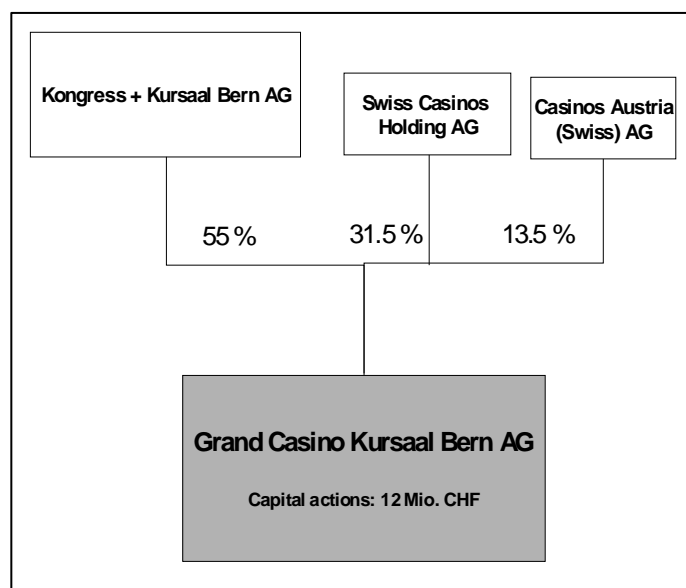 Kongress + Kursaal Bern AG
Swiss Casinos
Holding AG
Casinos Austria
(Swiss) AG
55 %
31.5 %
13.5 %
Grand Casino Kursaal Bern AG
Capital actions: 12 Mio. CHF